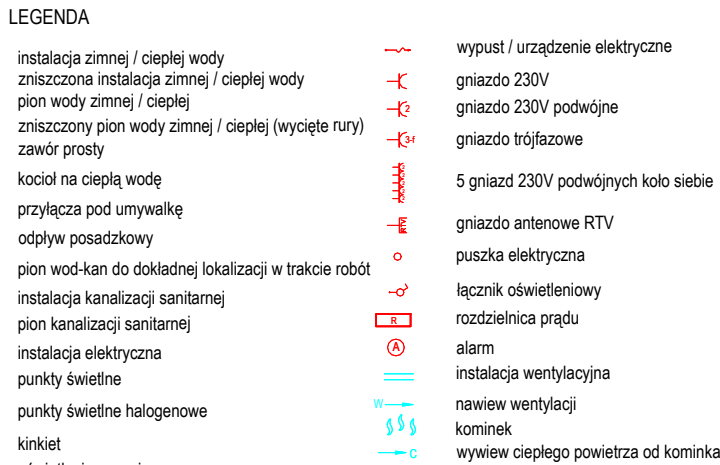 LEGENDA
instalacja zimnej / ciepłej wody
zniszczona instalacja zimnej / ciepłej wody
pion wody zimnej / ciepłej
zniszczony pion wody zimnej / ciepłej (wycięte rury)
zawór prosty
kocioł na ciepłą wodę
przyłącza pod umywalkę
odpływ posadzkowy
pion wod-kan do dokładnej lokalizacji w trakcie robót
instalacja kanalizacji sanitarnej
pion kanalizacji sanitarnej
instalacja elektryczna
punkty świetlne
punkty świetlne halogenowe
kinkiet
wypust / urządzenie elektryczne
gniazdo 230V
2 gniazdo 230V podwójne
3-f gniazdo trójfazowe
5 gniazd 230V podwójnych koło siebie
RTV gniazdo antenowe RTV
puszka elektryczna
łącznik oświetleniowy
R rozdzielnica prądu
A alarm
instalacja wentylacyjna
W nawiew wentylacji
kominek
C wywiew ciepłego powietrza od kominka